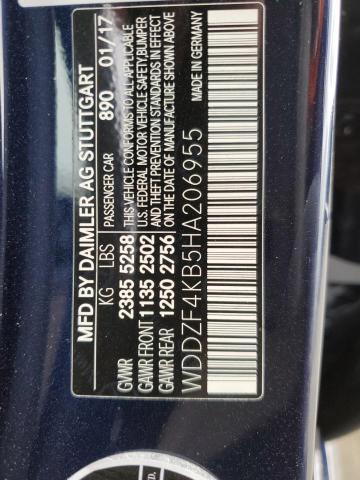 MFD BY DAIMLER AG STUTTGART
PASSENGER CAR 890 01/17
KG LBS
GVWR 2385 5258
GAWR FRONT 1135 2502
GAWR REAR 1250 2756
THIS VEHICLE CONFORMS TO ALL APPLICABLE
U.S. FEDERAL MOTOR VEHICLE SAFETY, BUMPER
AND THEFT PREVENTION STANDARDS IN EFFECT
ON THE DATE OF MANUFACTURE SHOWN ABOVE
MADE IN GERMANY
WDDZF4KB5HA206955